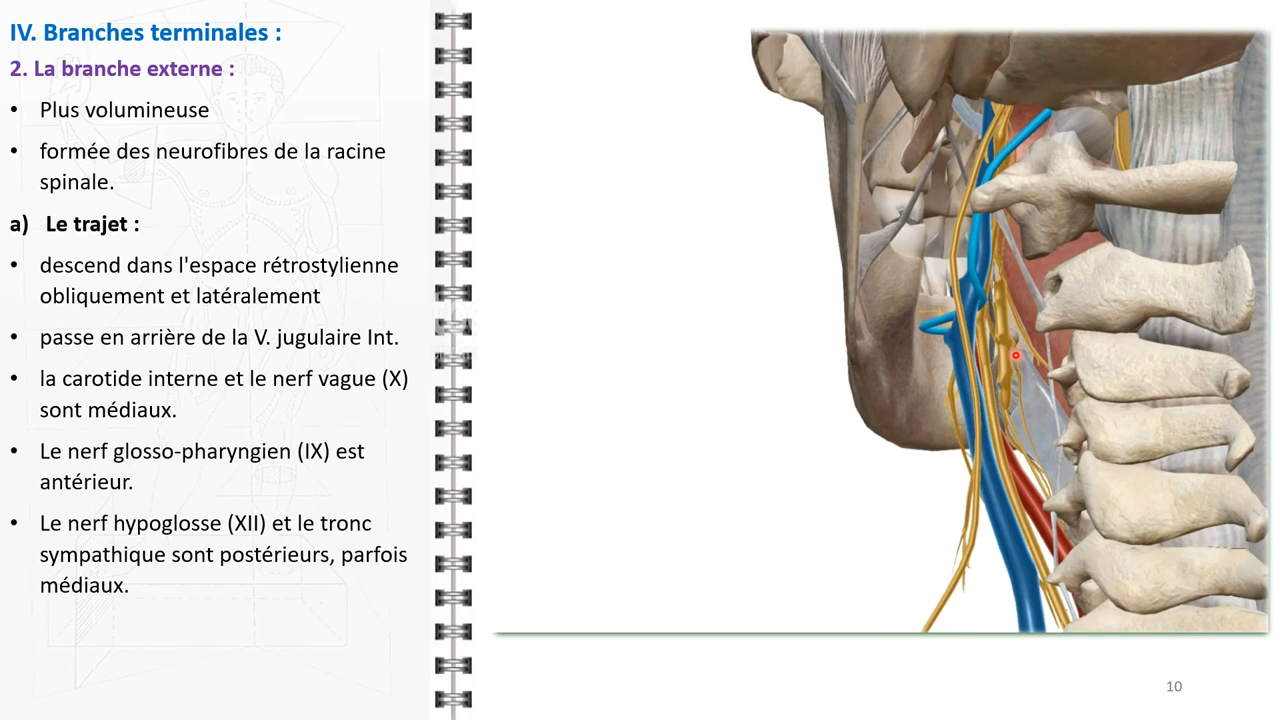 IV. Branches terminales :
2. La branche externe :
• Plus volumineuse
• formée des neurofibres de la racine
spinale.
a) Le trajet :
• descend dans l'espace rétrostylienne
obliquement et latéralement
• passe en arrière de la V. jugulaire Int.
• la carotide interne et le nerf vague (X)
sont médiaux.
• Le nerf glosso-pharyngien (IX) est
antérieur.
• Le nerf hypoglosse (XII) et le tronc
sympathique sont postérieurs, parfois
médiaux.
10